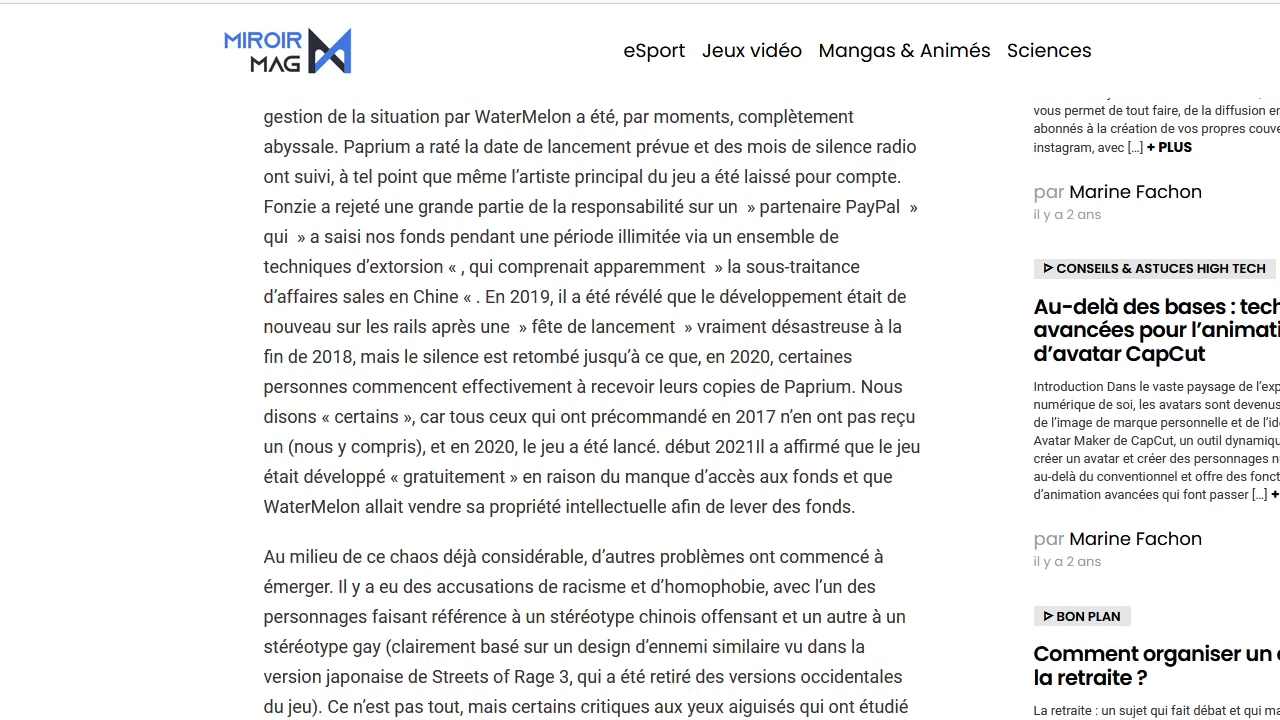 MIROIR
MAG
eSport Jeux vidéo Mangas & Animés Sciences
gestion de la situation par WaterMelon a été, par moments, complètement
abyssale. Paprium a raté la date de lancement prévue et des mois de silence radio
ont suivi, à tel point que même l’artiste principal du jeu a été laissé pour compte.
Fonzie a rejeté une grande partie de la responsabilité sur un  » partenaire PayPal  »
qui  » a saisi nos fonds pendant une période illimitée via un ensemble de
techniques d’extorsion « , qui comprenait apparemment  » la sous-traitance
d’affaires sales en Chine « . En 2019, il a été révélé que le développement était de
nouveau sur les rails après une  » fête de lancement  » vraiment désastreuse à la
fin de 2018, mais le silence est retombé jusqu’à ce que, en 2020, certaines
personnes commencent effectivement à recevoir leurs copies de Paprium. Nous
disons « certains », car tous ceux qui ont précommandé en 2017 n’en ont pas reçu
un (nous y compris), et en 2020, le jeu a été lancé. début 2021Il a affirmé que le jeu
était développé « gratuitement » en raison du manque d’accès aux fonds et que
WaterMelon allait vendre sa propriété intellectuelle afin de lever des fonds.
Au milieu de ce chaos déjà considérable, d’autres problèmes ont commencé à
émerger. Il y a eu des accusations de racisme et d’homophobie, avec l’un des
personnages faisant référence à un stéréotype chinois offensant et un autre à un
stéréotype gay (clairement basé sur un design d’ennemi similaire vu dans la
version japonaise de Streets of Rage 3, qui a été retiré des versions occidentales
du jeu). Ce n’est pas tout, mais certains critiques aux yeux aiguisés qui ont étudié
vous permet de tout faire, de la diffusion en
abonnés à la création de vos propres couve
instagram, avec […] + PLUS
par Marine Fachon
il y a 2 ans
CONSEILS & ASTUCES HIGH TECH
Au-delà des bases : tech
avancées pour l’animati
d’avatar CapCut
Introduction Dans le vaste paysage de l’exp
numérique de soi, les avatars sont devenus
de l’image de marque personnelle et de l’id
Avatar Maker de CapCut, un outil dynamiqu
créer un avatar et créer des personnages n
au-delà du conventionnel et offre des fonct
d’animation avancées qui font passer […] +
par Marine Fachon
il y a 2 ans
BON PLAN
Comment organiser un
la retraite ?
La retraite : un sujet qui fait débat et qui ma